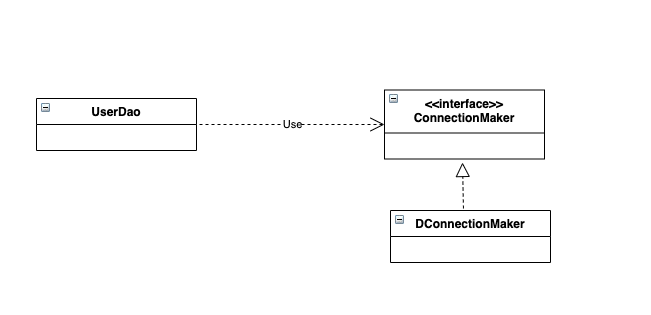 UserDao
Use
<<interface>>
ConnectionMaker
DConnectionMaker